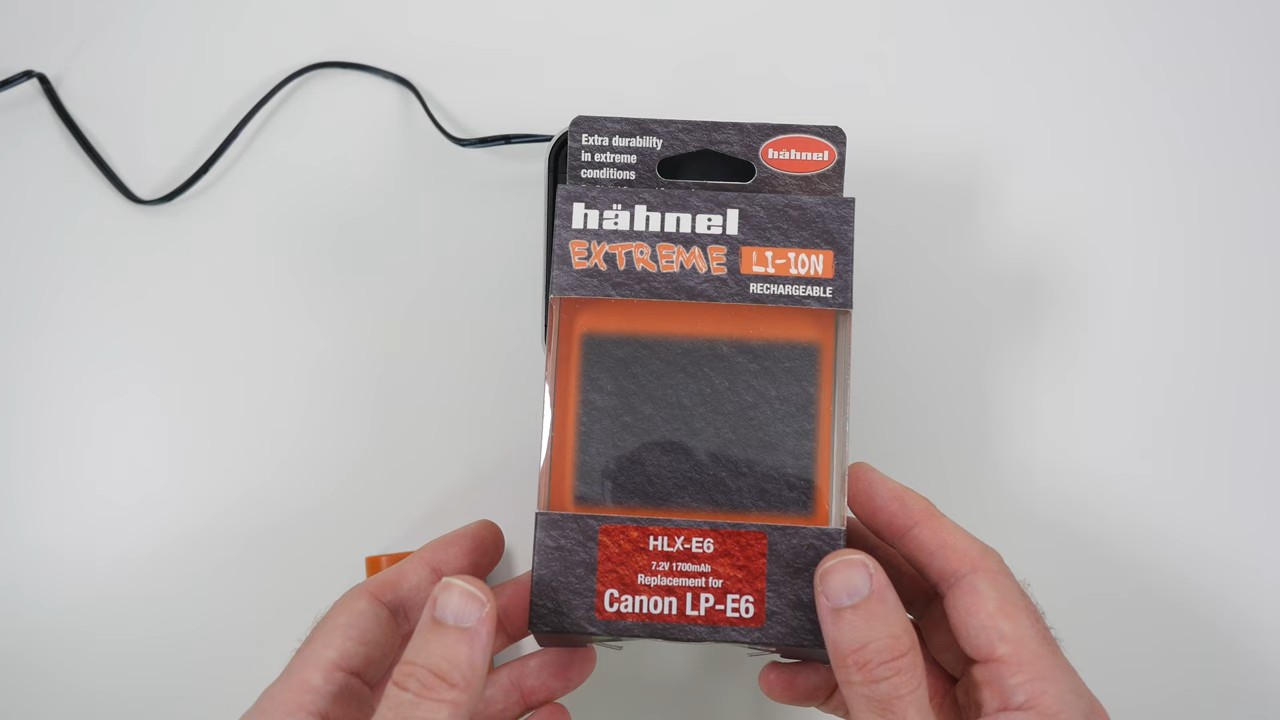 Extra durability
in extreme
conditions
hähnel
hähnel
EXTREME LI-ION
RECHARGEABLE
HLX-E6
7.2V 1700mAh
Replacement for
Canon LP-E6